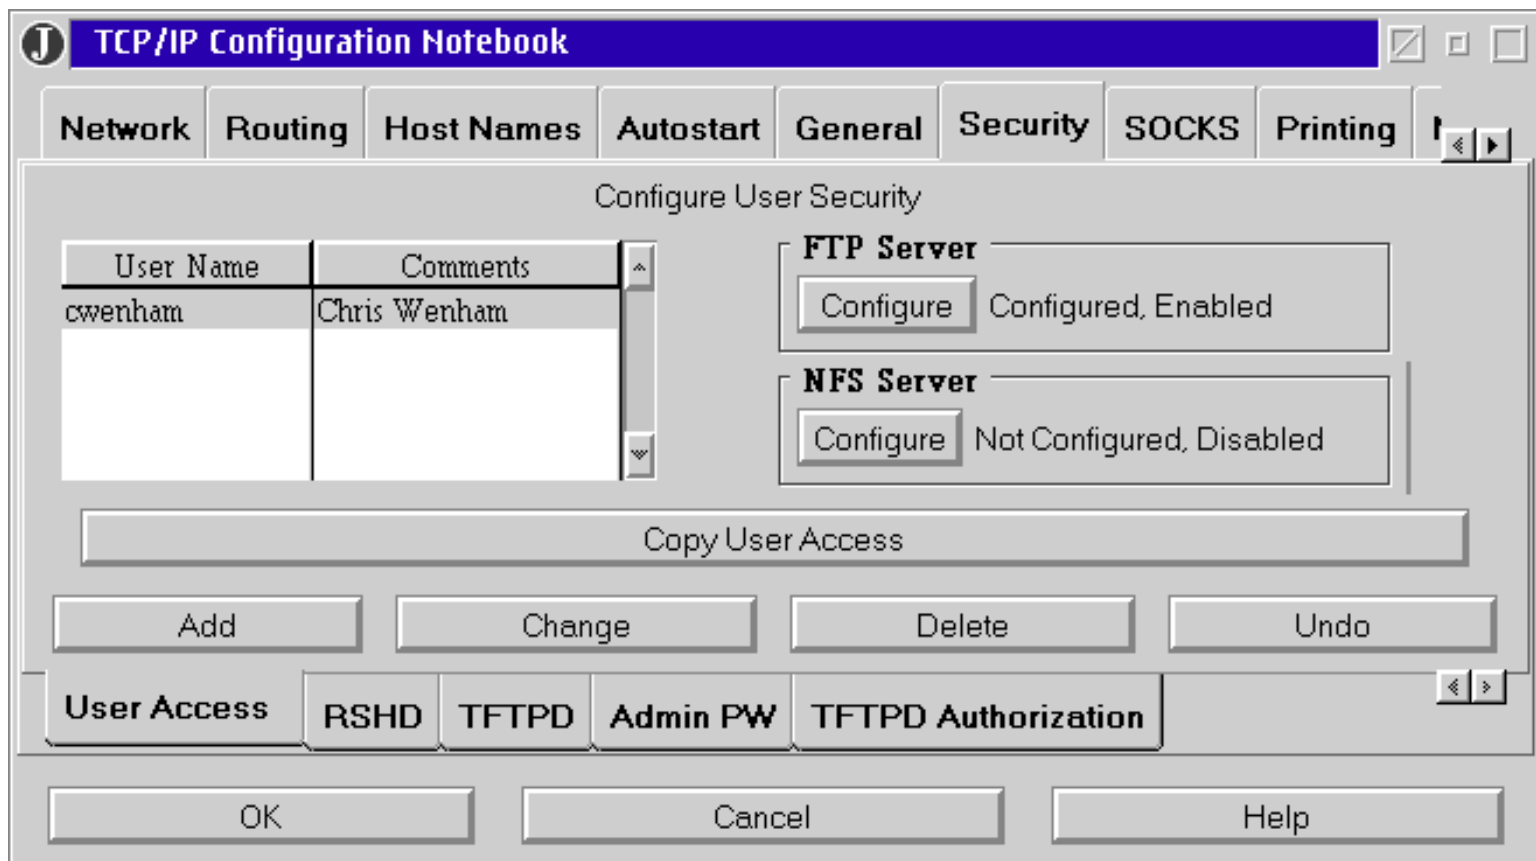 J TCP/IP Configuration Notebook
Network Routing Host Names Autostart General Security SOCKS Printing
Configure User Security
User Name Comments
cwenham Chris Wenham
FTP Server
Configure Configured, Enabled
NFS Server
Configure Not Configured, Disabled
Copy User Access
Add Change Delete Undo
User Access RSHD TFTPD Admin PW TFTPD Authorization
OK Cancel Help